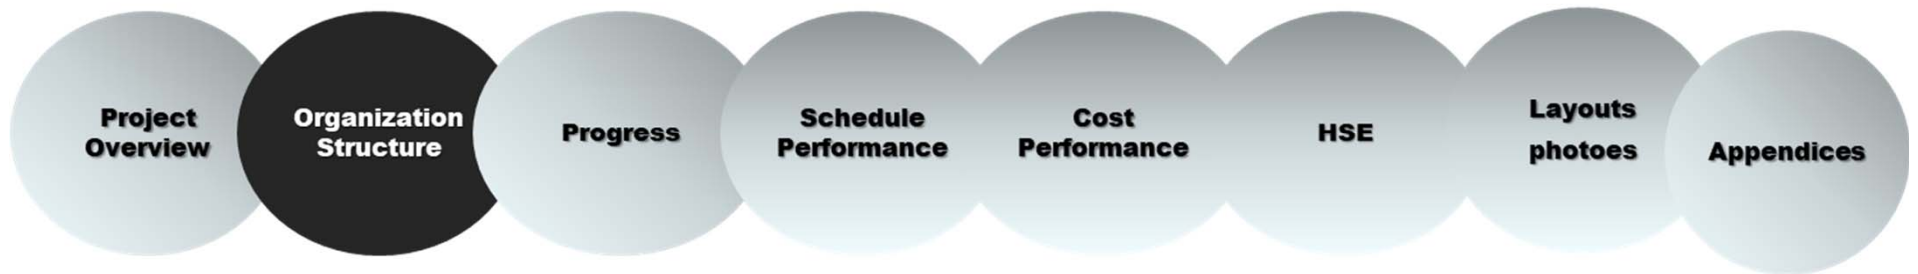 Project
Overview
Organization
Structure
Progress
Schedule
Performance
Cost
Performance
HSE
Layouts
photoes
Appendices